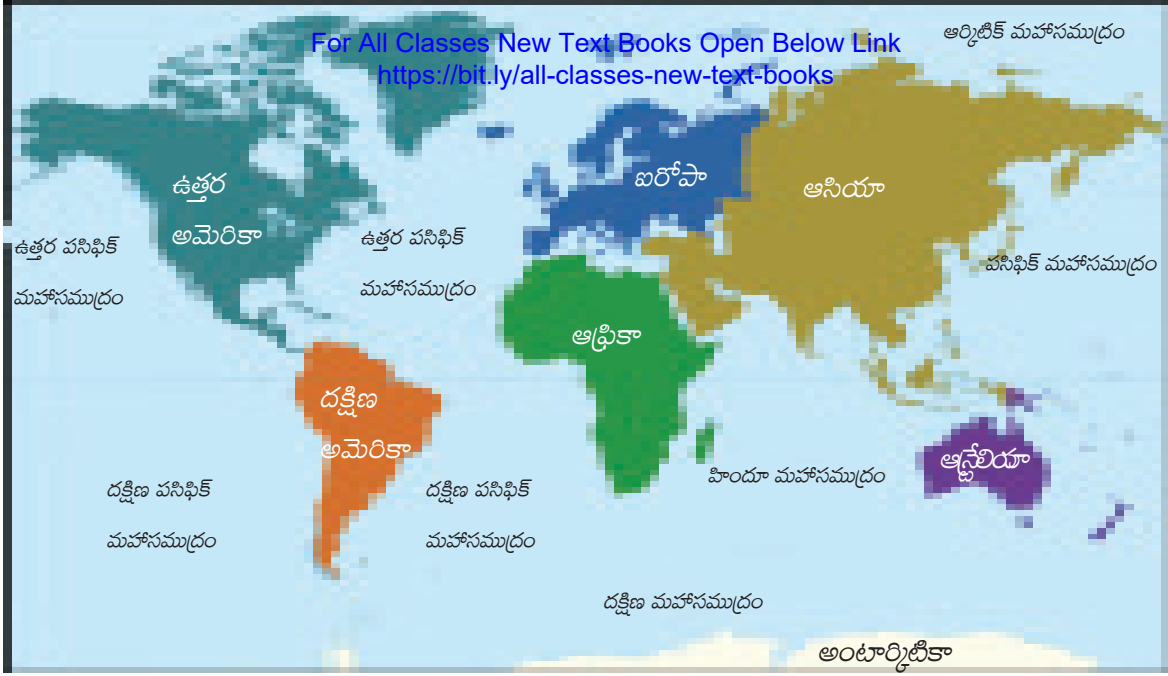 ఆర్కిటిక్ మహాసముద్రం
For All Classes New Text Books Open Below Link
https://bit.ly/all-classes-new-text-books
ఉత్తర
అమెరికా
ఐరోపా
ఆసియా
ఉత్తర పసిఫిక్
మహాసముద్రం
ఉత్తర పసిఫిక్
మహాసముద్రం
పసిఫిక్ మహాసముద్రం
ఆఫ్రికా
దక్షిణ
అమెరికా
ఆస్ట్రేలియా
హిందూ మహాసముద్రం
దక్షిణ పసిఫిక్
మహాసముద్రం
దక్షిణ పసిఫిక్
మహాసముద్రం
దక్షిణ మహాసముద్రం
అంటార్కిటికా